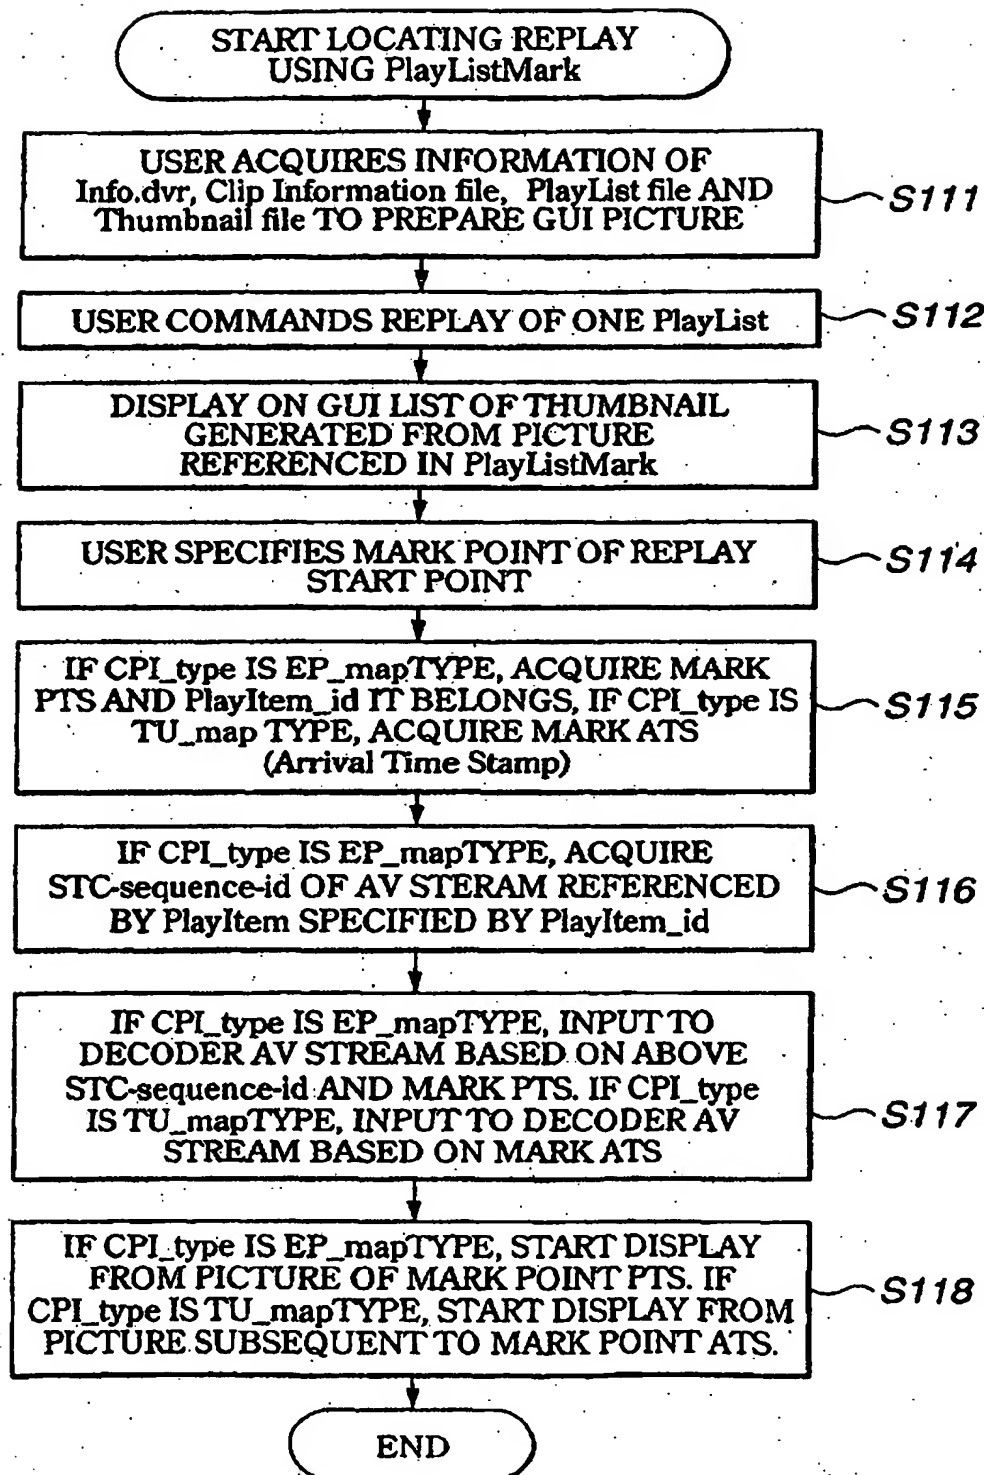 START LOCATING REPLAY
USING PlayListMark
USER ACQUIRES INFORMATION OF
Info.dvr, Clip Information file, PlayList file AND
Thumbnail file TO PREPARE GUI PICTURE
S111
USER COMMANDS REPLAY OF ONE PlayList
S112
DISPLAY ON GUI LIST OF THUMBNAIL
GENERATED FROM PICTURE
REFERENCED IN PlayListMark
S113
USER SPECIFIES MARK POINT OF REPLAY
START POINT
S114
IF CPI_type IS EP_mapTYPE, ACQUIRE MARK
PTS AND PlayItem_id IT BELONGS, IF CPI_type IS
TU_map TYPE, ACQUIRE MARK ATS
(Arrival Time Stamp)
S115
IF CPI_type IS EP_mapTYPE, ACQUIRE
STC-sequence-id OF AV STERAM REFERENCED
BY PlayItem SPECIFIED BY PlayItem_id
S116
IF CPI_type IS EP_mapTYPE, INPUT TO
DECODER AV STREAM BASED ON ABOVE
STC-sequence-id AND MARK PTS. IF CPI_type
IS TU_mapTYPE, INPUT TO DECODER AV
STREAM BASED ON MARK ATS
S117
IF CPI_type IS EP_mapTYPE, START DISPLAY
FROM PICTURE OF MARK POINT PTS. IF
CPI_type IS TU_mapTYPE, START DISPLAY FROM
PICTURE SUBSEQUENT TO MARK POINT ATS.
S118
END